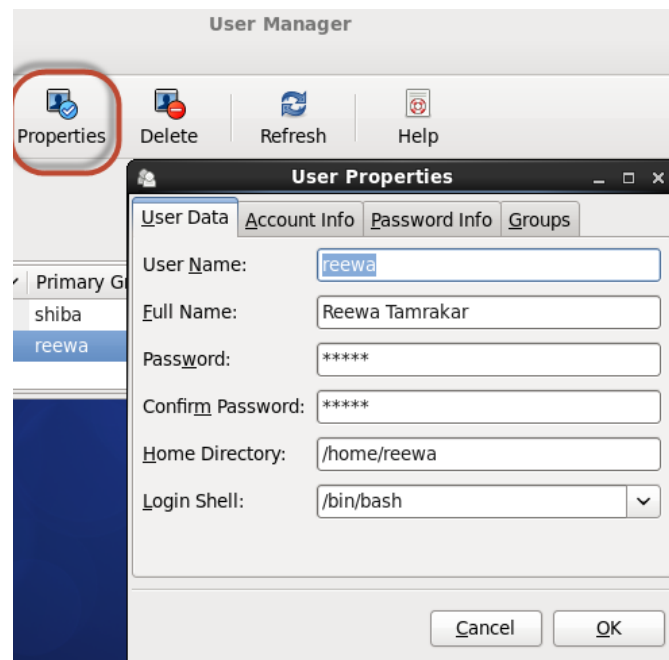 User Manager
Properties Delete Refresh Help
User Properties
User Data Account Info Password Info Groups
Primary G
shiba
reewa
User Name: reewa
Full Name: Reewa Tamrakar
Password: *****
Confirm Password: *****
Home Directory: /home/reewa
Login Shell: /bin/bash
Cancel OK